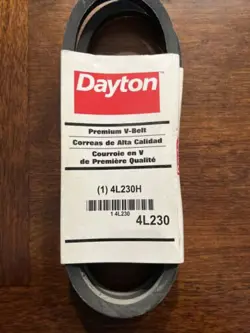 Dayton
Premium V-Belt
Correas de Alta Calidad
Courroie en V
de Première Qualité
(1) 4L230H
1 4L230
4L230